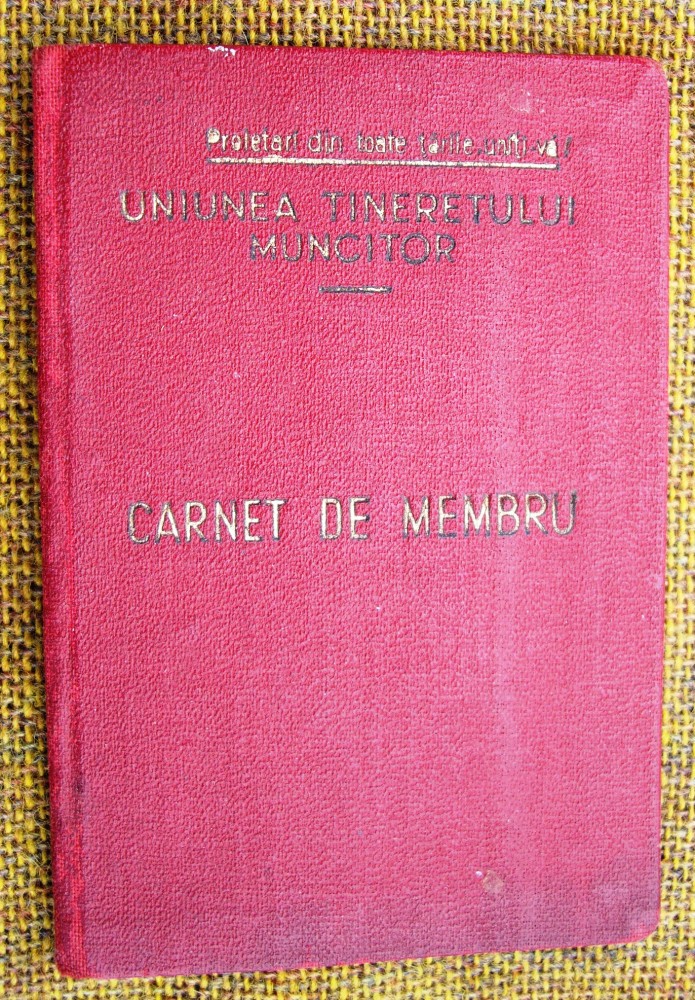 Proletari din toate țările, uniți-vă!
UNIUNEA TINERETULUI
MUNCITOR
CARNET DE MEMBRU